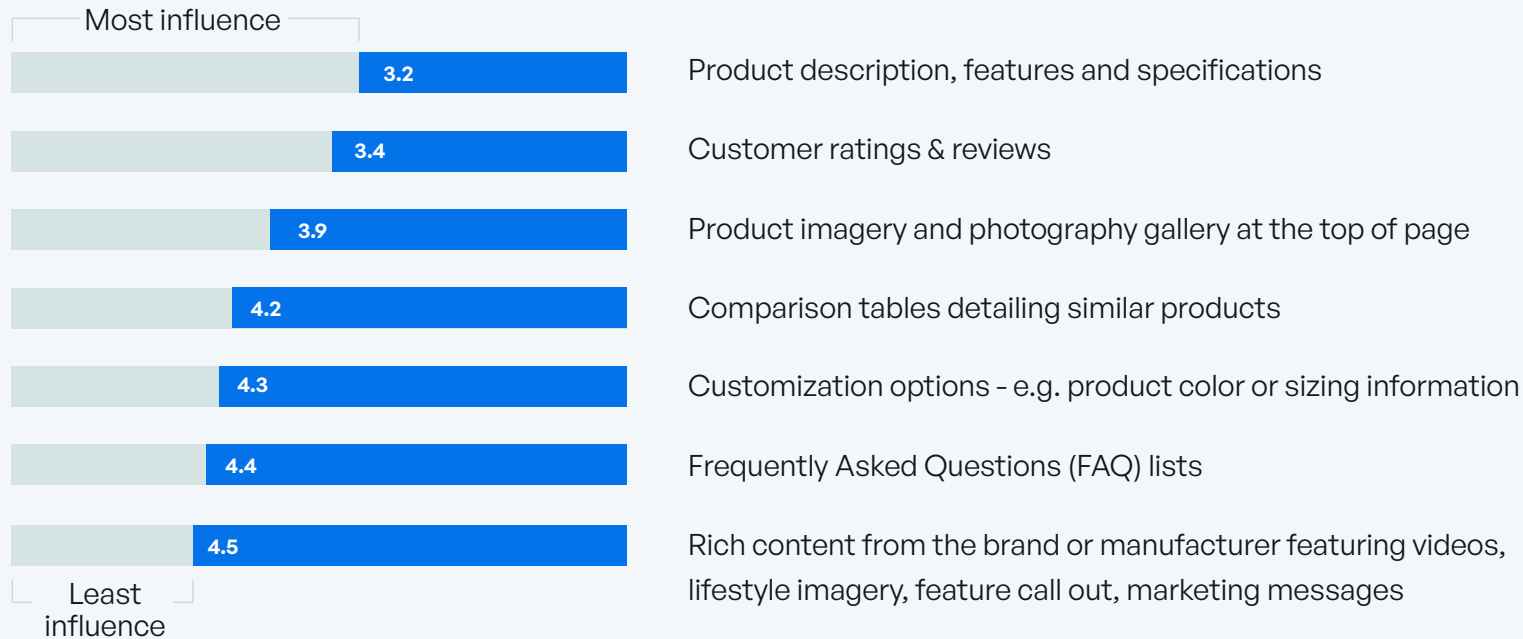 Most influence
3.2
Product description, features and specifications
3.4
Customer ratings & reviews
3.9
Product imagery and photography gallery at the top of page
4.2
Comparison tables detailing similar products
4.3
Customization options - e.g. product color or sizing information
4.4
Frequently Asked Questions (FAQ) lists
4.5
Rich content from the brand or manufacturer featuring videos,
lifestyle imagery, feature call out, marketing messages
Least
influence